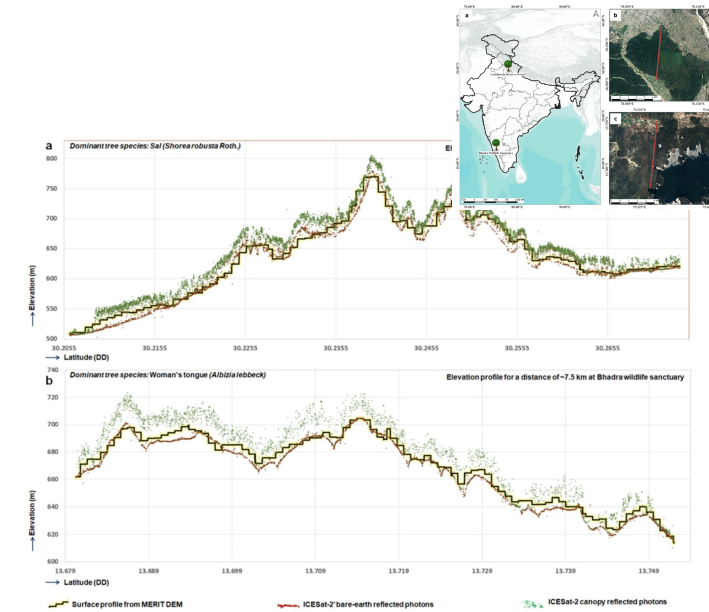 a
A
b
c
a
Dominant tree species: Sal (Shorea robusta Roth.)
El
800
750
700
650
600
550
500
Elevation (m)
30.2055
30.2155
30.2255
30.2355
30.2455
30.2555
30.2655
Latitude (DD)
b
Dominant tree species: Woman's tongue (Albizia lebbeck)
Elevation profile for a distance of ~7.5 km at Bhadra wildlife sanctuary
740
720
700
680
660
640
620
600
Elevation (m)
13.679
13.689
13.699
13.709
13.719
13.729
13.739
13.749
Latitude (DD)
Surface profile from MERIT DEM
ICESat-2' bare-earth reflected photons
ICESat-2 canopy reflected photons